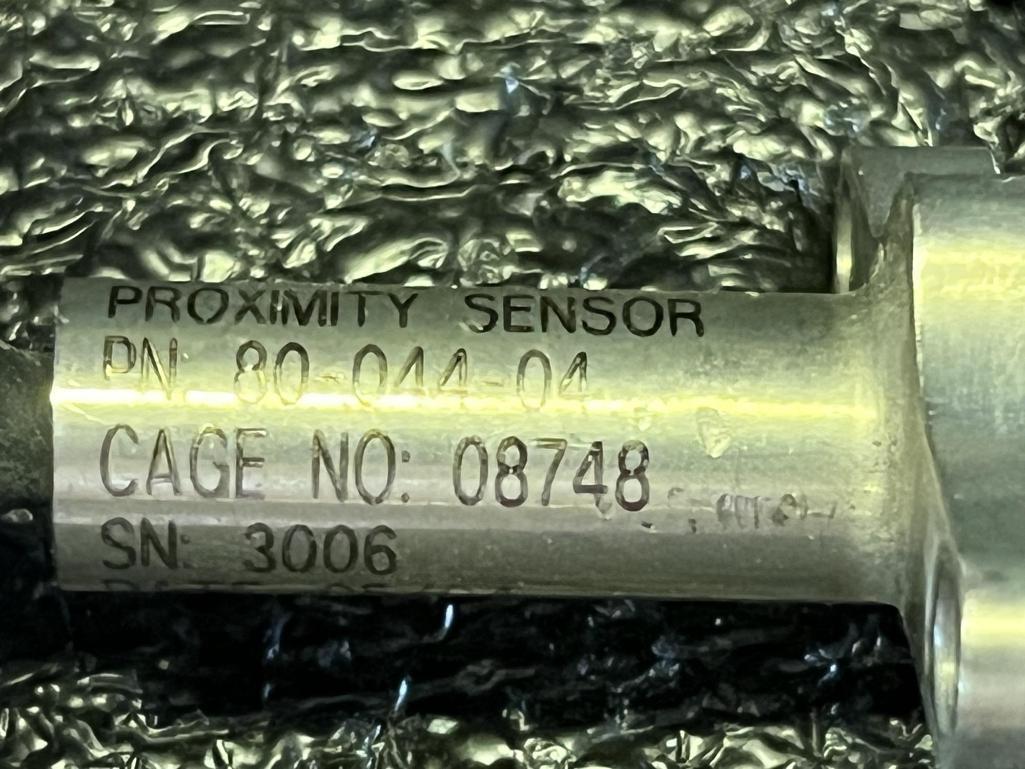 PROXIMITY SENSOR
PN 80-044-04
CAGE NO: 08748
SN: 3006